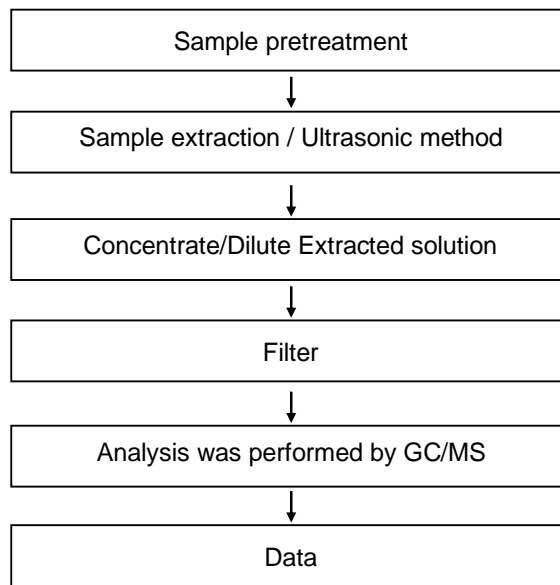 Sample pretreatment
Sample extraction / Ultrasonic method
Concentrate/Dilute Extracted solution
Filter
Analysis was performed by GC/MS
Data